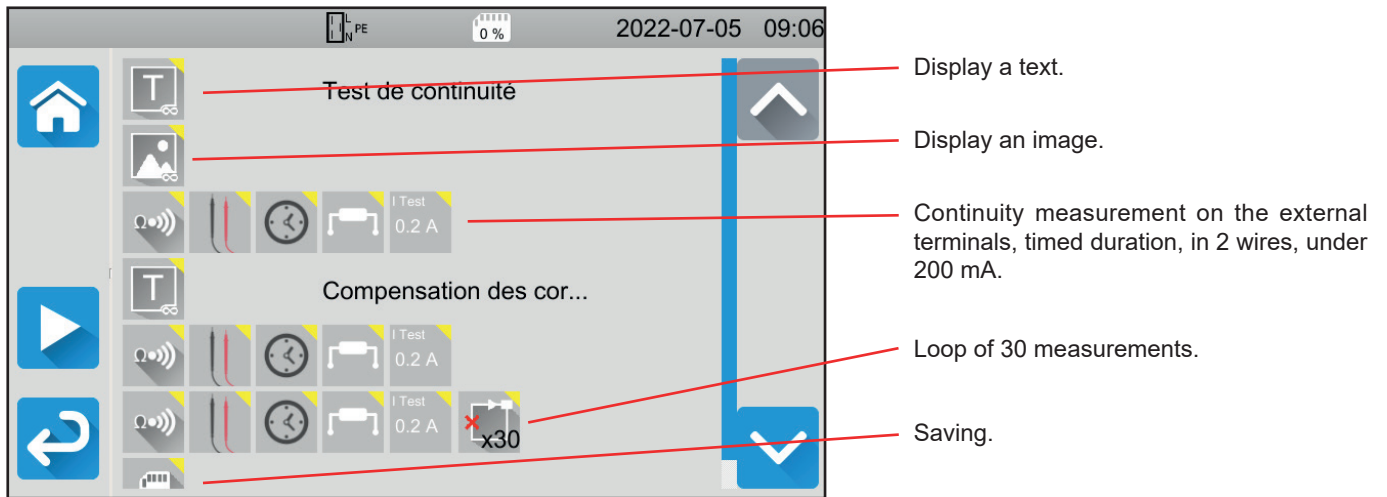 L
N PE
0 %
2022-07-05 09:06
T
Test de continuité
Display a text.
Display an image.
Ω
I Test
0.2 A
Continuity measurement on the external
terminals, timed duration, in 2 wires, under
200 mA.
T
Compensation des cor...
Ω
I Test
0.2 A
Loop of 30 measurements.
Ω
I Test
0.2 A
x30
Saving.